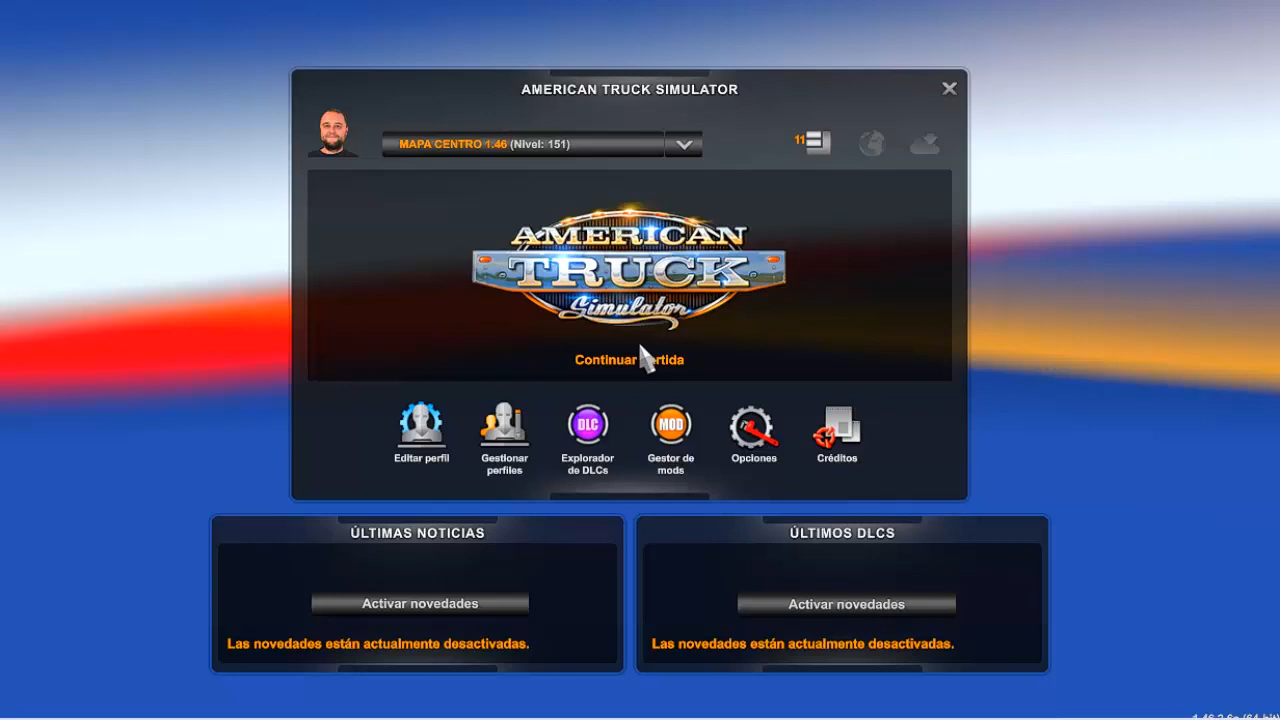 AMERICAN TRUCK SIMULATOR
MAPA CENTRO 1.46 (Nivel: 151)
11
AMERICAN
TRUCK
Simulator
Continuar rtida
Editar perfil
Gestionar
perfiles
DLC
Explorador
de DLCs
MOD
Gestor de
mods
Opciones
Créditos
ÚLTIMAS NOTICIAS
Activar novedades
Las novedades están actualmente desactivadas.
ÚLTIMOS DLCS
Activar novedades
Las novedades están actualmente desactivadas.